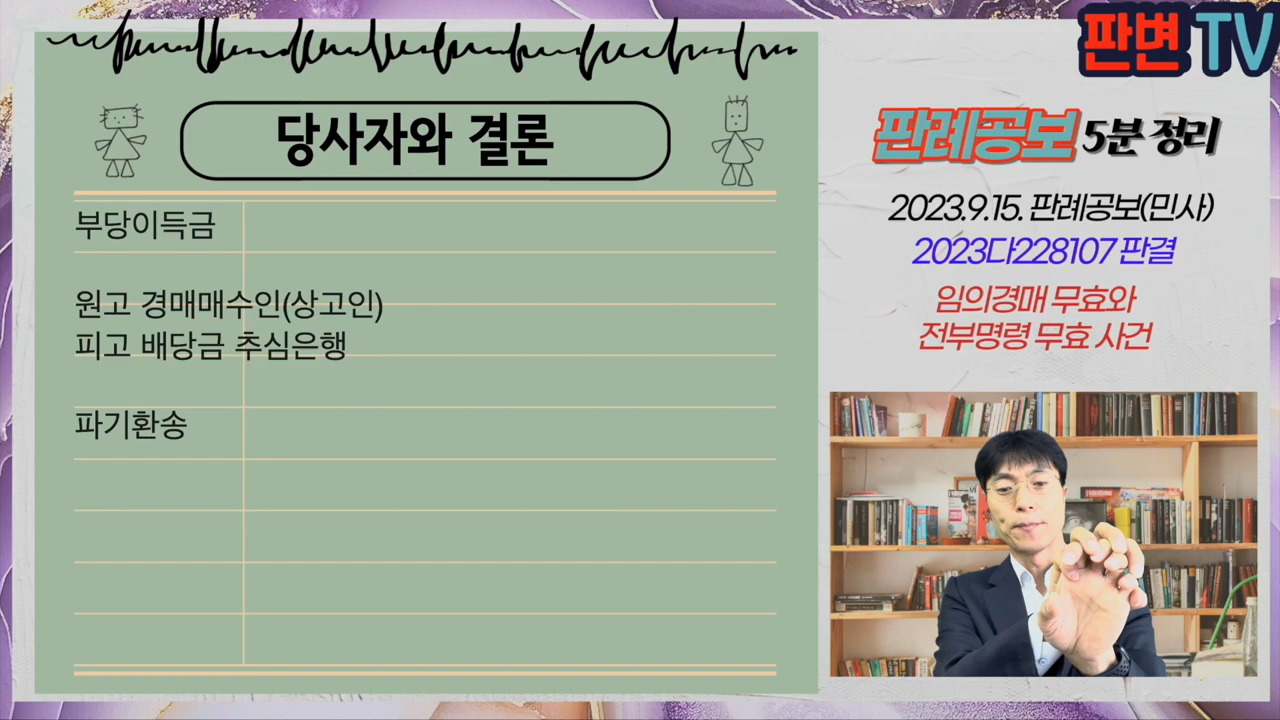 당사자와 결론
부당이득금
원고 경매매수인(상고인)
피고 배당금 추심은행
파기환송
판변 TV
판례공보 5분 정리
2023.9.15. 판례공보(민사)
2023다228107 판결
임의경매 무효와
전부명령 무효 사건